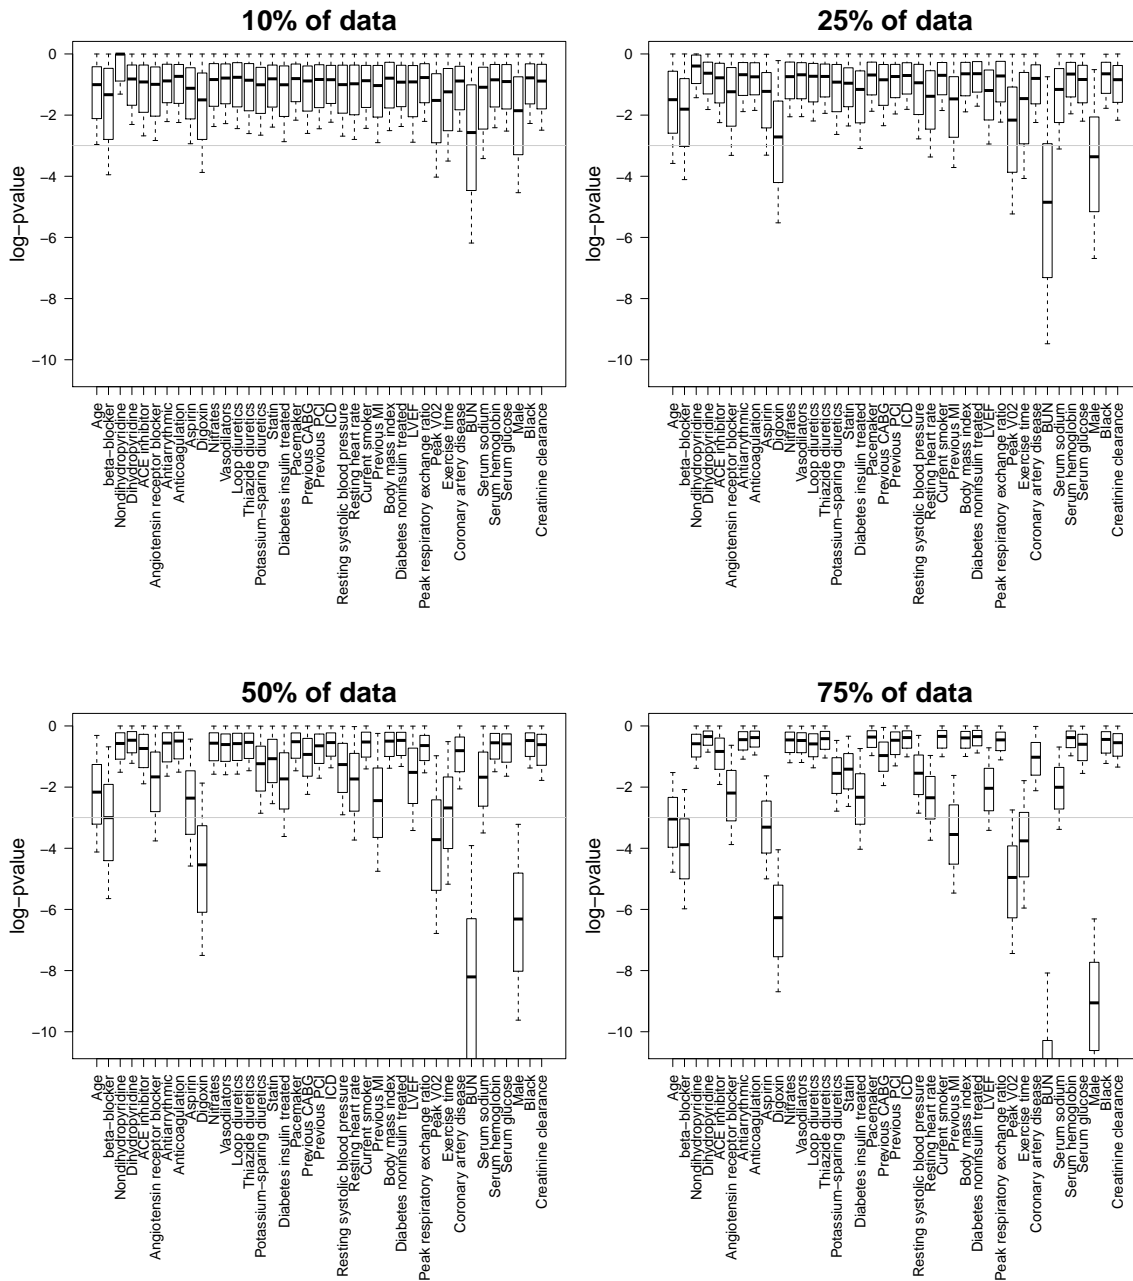 10% of data
log−pvalue
0
−2
−4
−6
−8
−10
Age
beta−blocker
Nondihydropyridine
Dihydropyridine
ACE inhibitor
Angiotensin receptor blocker
Antiarrythmic
Anticoagulation
Aspirin
Digoxin
Nitrates
Vasodilators
Loop diuretics
Thiazide diuretics
Potassium−sparing diuretics
Statin
Diabetes insulin treated
Pacemaker
Previous CABG
Previous PCI
ICD
Resting systolic blood pressure
Resting heart rate
Current smoker
Previous MI
Body mass index
Diabetes noninsulin treated
LVEF
Peak respiratory exchange ratio
Peak V02
Exercise time
Coronary artery disease
BUN
Serum sodium
Serum hemoglobin
Serum glucose
Male
Black
Creatinine clearance
25% of data
log−pvalue
0
−2
−4
−6
−8
−10
Age
beta−blocker
Nondihydropyridine
Dihydropyridine
ACE inhibitor
Angiotensin receptor blocker
Antiarrythmic
Anticoagulation
Aspirin
Digoxin
Nitrates
Vasodilators
Loop diuretics
Thiazide diuretics
Potassium−sparing diuretics
Statin
Diabetes insulin treated
Pacemaker
Previous CABG
Previous PCI
ICD
Resting systolic blood pressure
Resting heart rate
Current smoker
Previous MI
Body mass index
Diabetes noninsulin treated
LVEF
Peak respiratory exchange ratio
Peak V02
Exercise time
Coronary artery disease
BUN
Serum sodium
Serum hemoglobin
Serum glucose
Male
Black
Creatinine clearance
50% of data
log−pvalue
0
−2
−4
−6
−8
−10
Age
beta−blocker
Nondihydropyridine
Dihydropyridine
ACE inhibitor
Angiotensin receptor blocker
Antiarrythmic
Anticoagulation
Aspirin
Digoxin
Nitrates
Vasodilators
Loop diuretics
Thiazide diuretics
Potassium−sparing diuretics
Statin
Diabetes insulin treated
Pacemaker
Previous CABG
Previous PCI
ICD
Resting systolic blood pressure
Resting heart rate
Current smoker
Previous MI
Body mass index
Diabetes noninsulin treated
LVEF
Peak respiratory exchange ratio
Peak V02
Exercise time
Coronary artery disease
BUN
Serum sodium
Serum hemoglobin
Serum glucose
Male
Black
Creatinine clearance
75% of data
log−pvalue
0
−2
−4
−6
−8
−10
Age
beta−blocker
Nondihydropyridine
Dihydropyridine
ACE inhibitor
Angiotensin receptor blocker
Antiarrythmic
Anticoagulation
Aspirin
Digoxin
Nitrates
Vasodilators
Loop diuretics
Thiazide diuretics
Potassium−sparing diuretics
Statin
Diabetes insulin treated
Pacemaker
Previous CABG
Previous PCI
ICD
Resting systolic blood pressure
Resting heart rate
Current smoker
Previous MI
Body mass index
Diabetes noninsulin treated
LVEF
Peak respiratory exchange ratio
Peak V02
Exercise time
Coronary artery disease
BUN
Serum sodium
Serum hemoglobin
Serum glucose
Male
Black
Creatinine clearance